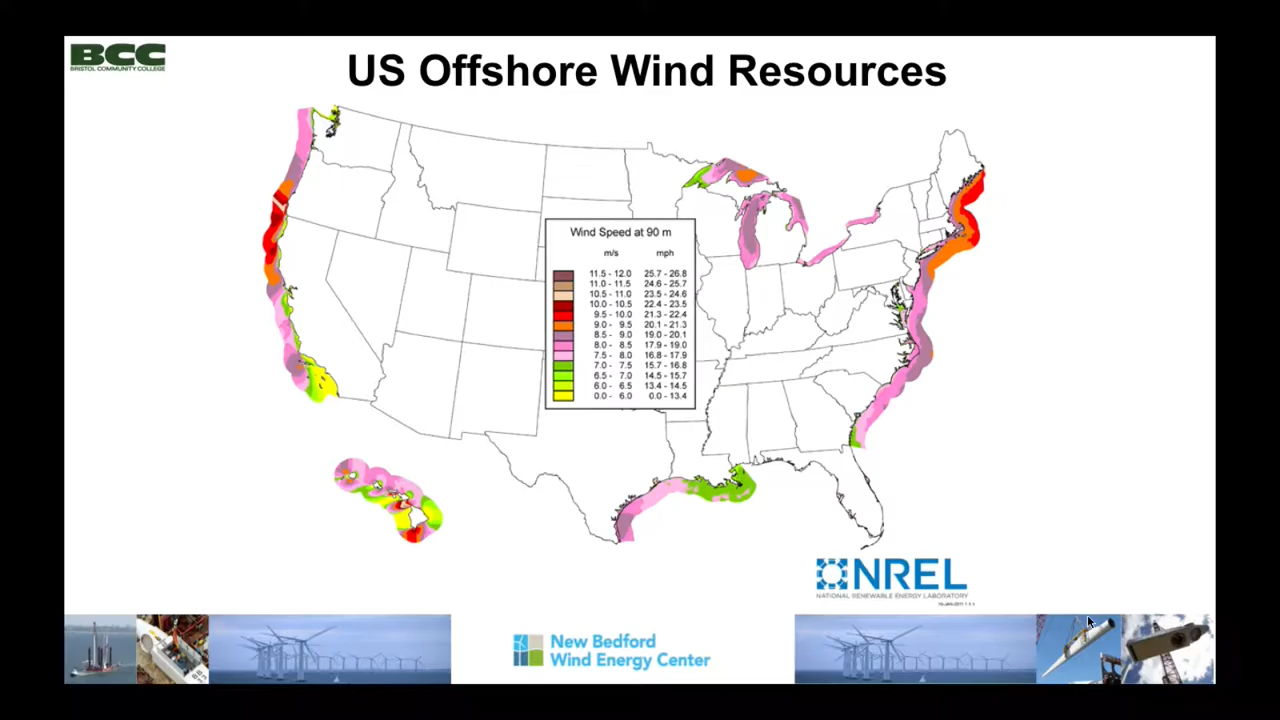 BCC
BRISTOL COMMUNITY COLLEGE
US Offshore Wind Resources
Wind Speed at 90 m
m/s mph
11.5 - 12.0 25.7 - 26.8
11.0 - 11.5 24.6 - 25.7
10.5 - 11.0 23.5 - 24.6
10.0 - 10.5 22.4 - 23.5
9.5 - 10.0 21.3 - 22.4
9.0 - 9.5 20.1 - 21.3
8.5 - 9.0 19.0 - 20.1
8.0 - 8.5 17.9 - 19.0
7.5 - 8.0 16.8 - 17.9
7.0 - 7.5 15.7 - 16.8
6.5 - 7.0 14.5 - 15.7
6.0 - 6.5 13.4 - 14.5
0.0 - 6.0 0.0 - 13.4
NREL
NATIONAL RENEWABLE ENERGY LABORATORY
New Bedford
Wind Energy Center